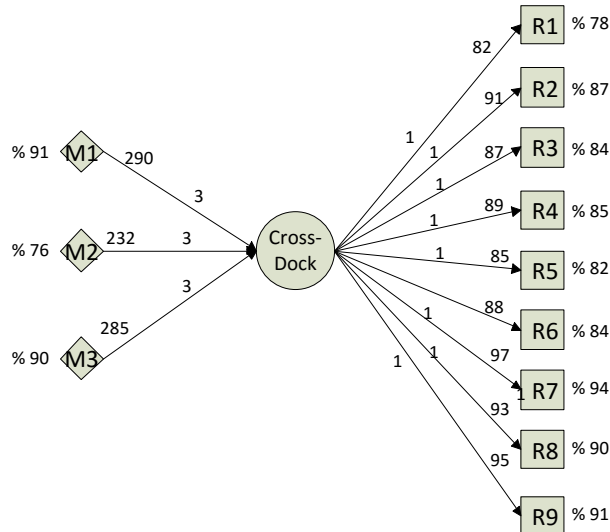 R1 % 78
82
R2 % 87
91
1
R3 % 84
87
1
% 91 M1 290
3
1
R4 % 85
89
1
Cross-
Dock
% 76 M2 232 3
1
85
R5 % 82
3
88
R6 % 84
285
1
% 90 M3
1
1
97
R7 % 94
1
93
R8 % 90
95
R9 % 91